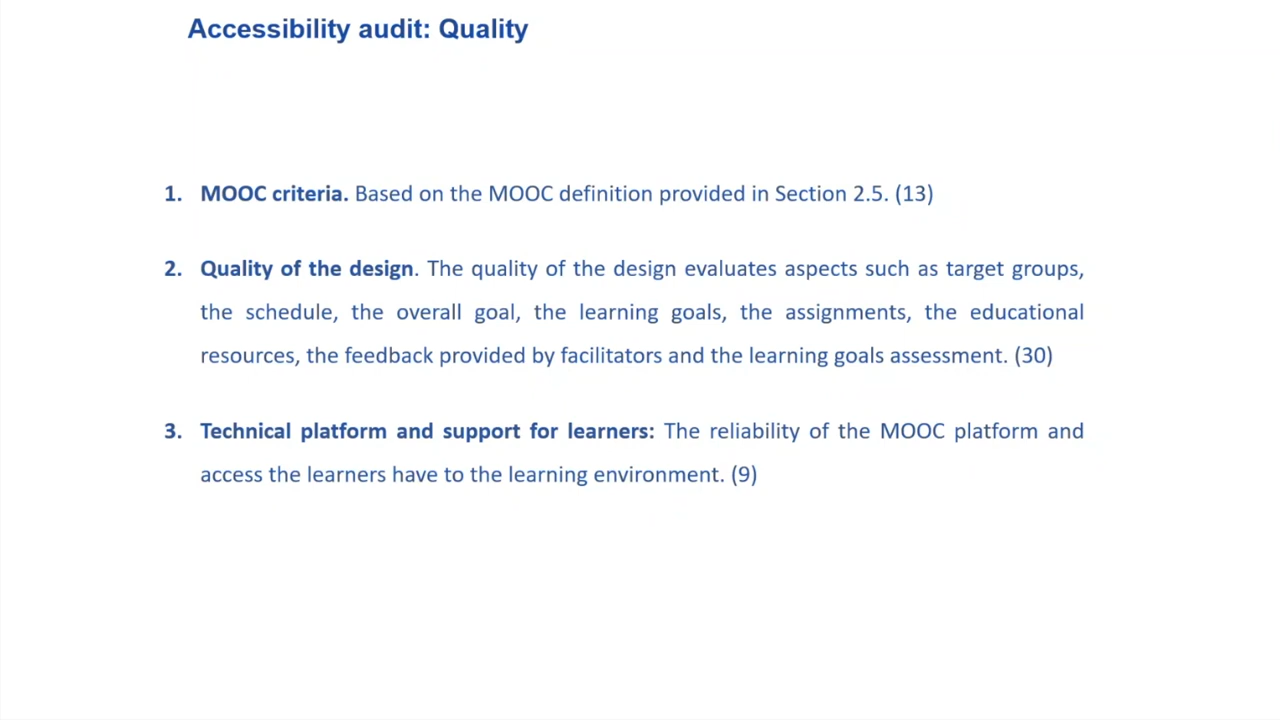 Accessibility audit: Quality
1. MOOC criteria. Based on the MOOC definition provided in Section 2.5. (13)
2. Quality of the design. The quality of the design evaluates aspects such as target groups,
the schedule, the overall goal, the learning goals, the assignments, the educational
resources, the feedback provided by facilitators and the learning goals assessment. (30)
3. Technical platform and support for learners: The reliability of the MOOC platform and
access the learners have to the learning environment. (9)